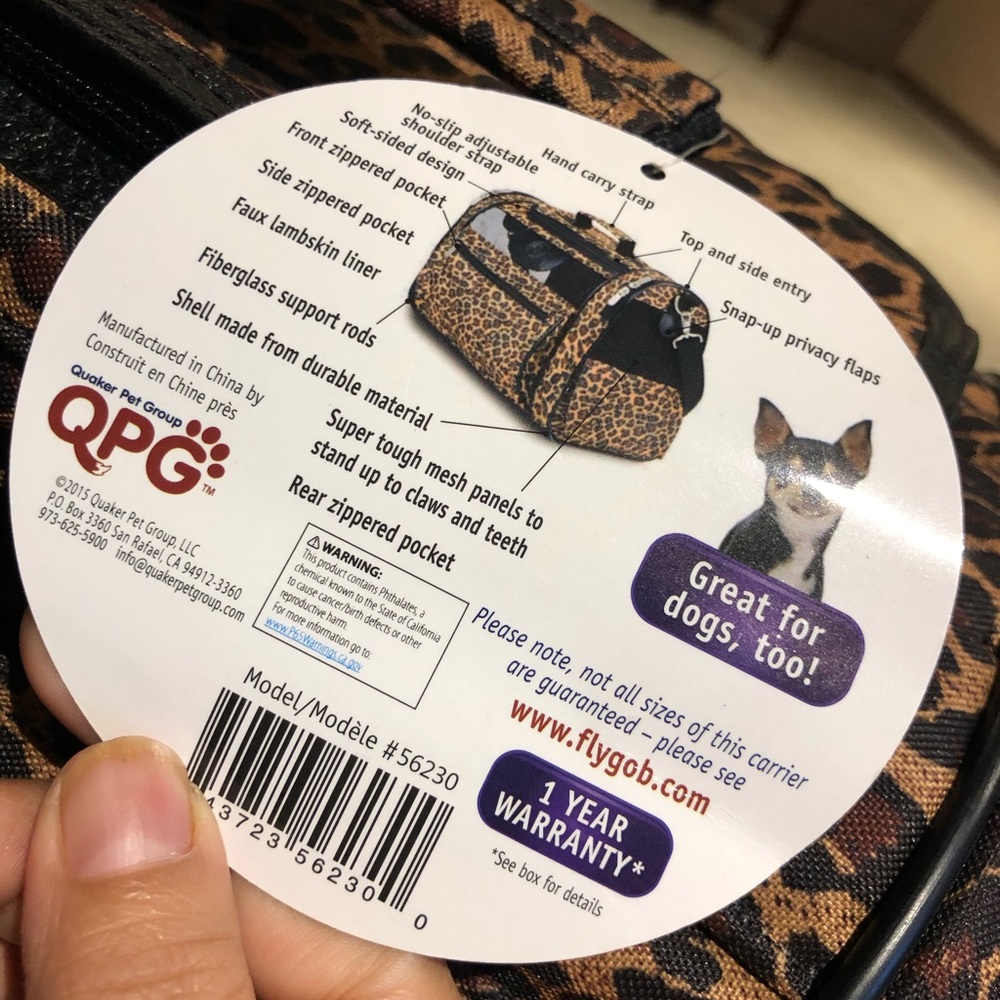 No-slip adjustable
shoulder strap
Soft-sided design
Front zippered pocket
Side zippered pocket
Faux lambskin liner
Fiberglass support rods
Shell made from durable material
Hand carry strap
Top and side entry
Snap-up privacy flaps
Super tough mesh panels to
stand up to claws and teeth
Rear zippered pocket
Manufactured in China by
Construit en Chine près
Quaker Pet Group
QPG™
©2015 Quaker Pet Group, LLC
P.O. Box 3360 San Rafael, CA 94912-3360
973-625-5900 info@quakerpetgroup.com
⚠WARNING:
This product contains Phthalates, a
chemical known to the State of California
to cause cancer/birth defects or other
reproductive harm.
For more information go to:
www.P65Warnings.ca.gov
Great for
dogs, too!
Please note, not all sizes of this carrier
are guaranteed – please see
www.flygob.com
1 YEAR
WARRANTY*
*See box for details
Model/Modèle #56230
43723 56230 0